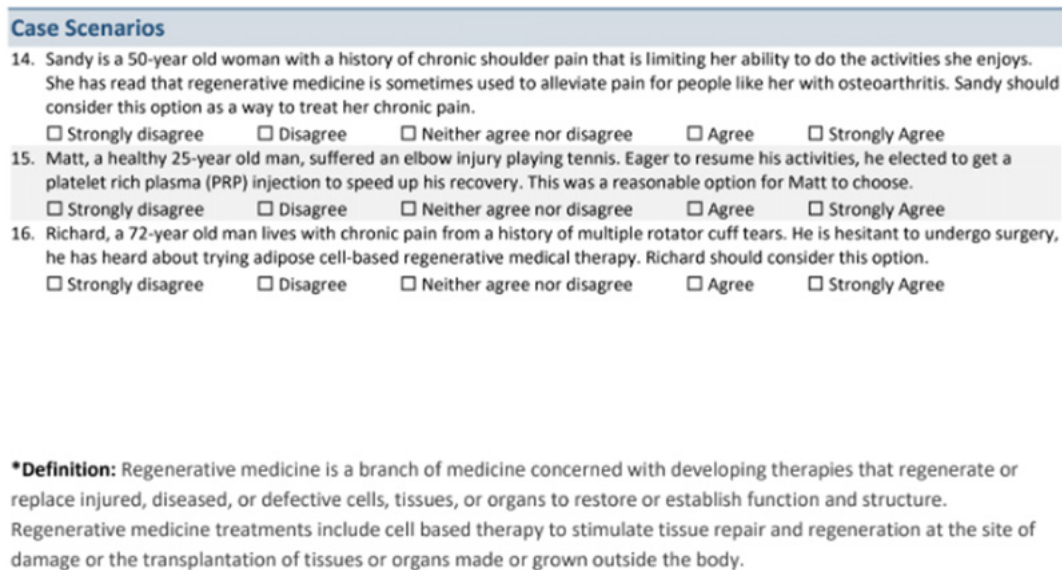 Case Scenarios
14. Sandy is a 50-year old woman with a history of chronic shoulder pain that is limiting her ability to do the activities she enjoys.
She has read that regenerative medicine is sometimes used to alleviate pain for people like her with osteoarthritis. Sandy should
consider this option as a way to treat her chronic pain.
☐ Strongly disagree ☐ Disagree ☐ Neither agree nor disagree ☐ Agree ☐ Strongly Agree
15. Matt, a healthy 25-year old man, suffered an elbow injury playing tennis. Eager to resume his activities, he elected to get a
platelet rich plasma (PRP) injection to speed up his recovery. This was a reasonable option for Matt to choose.
☐ Strongly disagree ☐ Disagree ☐ Neither agree nor disagree ☐ Agree ☐ Strongly Agree
16. Richard, a 72-year old man lives with chronic pain from a history of multiple rotator cuff tears. He is hesitant to undergo surgery,
he has heard about trying adipose cell-based regenerative medical therapy. Richard should consider this option.
☐ Strongly disagree ☐ Disagree ☐ Neither agree nor disagree ☐ Agree ☐ Strongly Agree
*Definition: Regenerative medicine is a branch of medicine concerned with developing therapies that regenerate or
replace injured, diseased, or defective cells, tissues, or organs to restore or establish function and structure.
Regenerative medicine treatments include cell based therapy to stimulate tissue repair and regeneration at the site of
damage or the transplantation of tissues or organs made or grown outside the body.